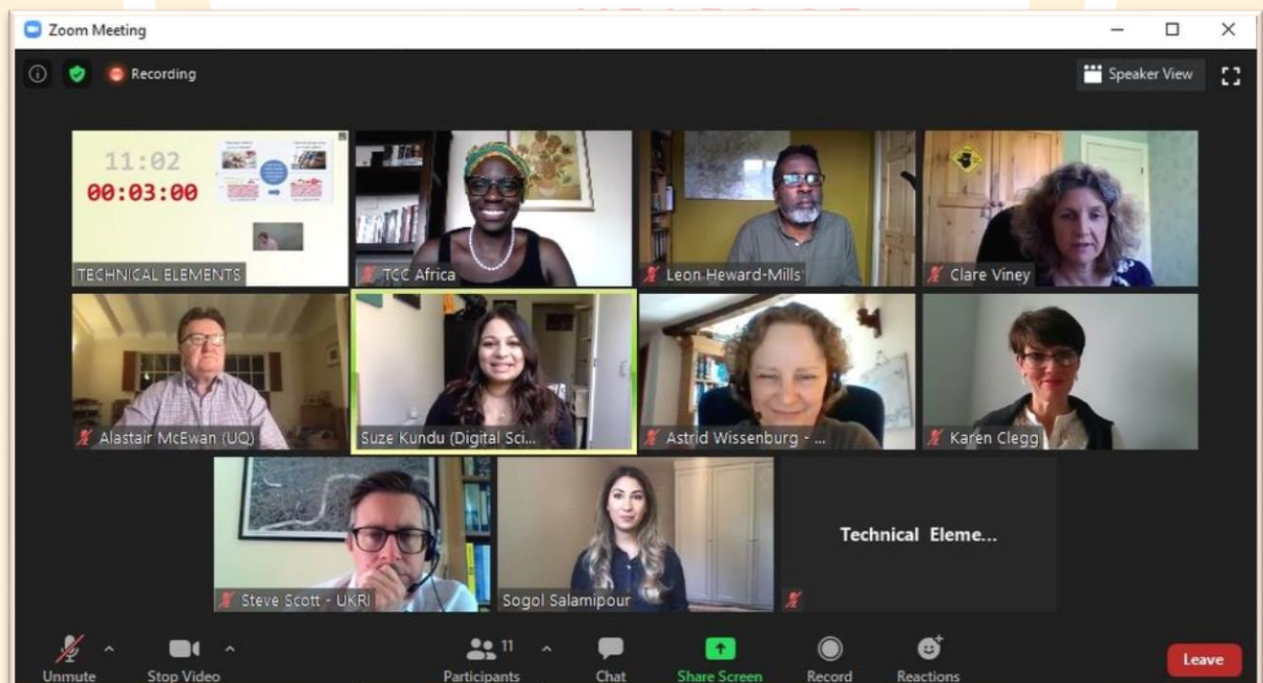 YEARS OF
Zoom Meeting
Recording
Speaker View
11:02
00:03:00
TECHNICAL ELEMENTS
TCC Africa
Leon Heward-Mills
Clare Viney
Alastair McEwan (UQ)
Suze Kundu (Digital Sci...
Astrid Wissenburg - ...
Karen Clegg
Steve Scott - UKRI
Sogol Salamipour
Technical Eleme...
Unmute
Stop Video
Participants
11
Chat
Share Screen
Record
Reactions
Leave